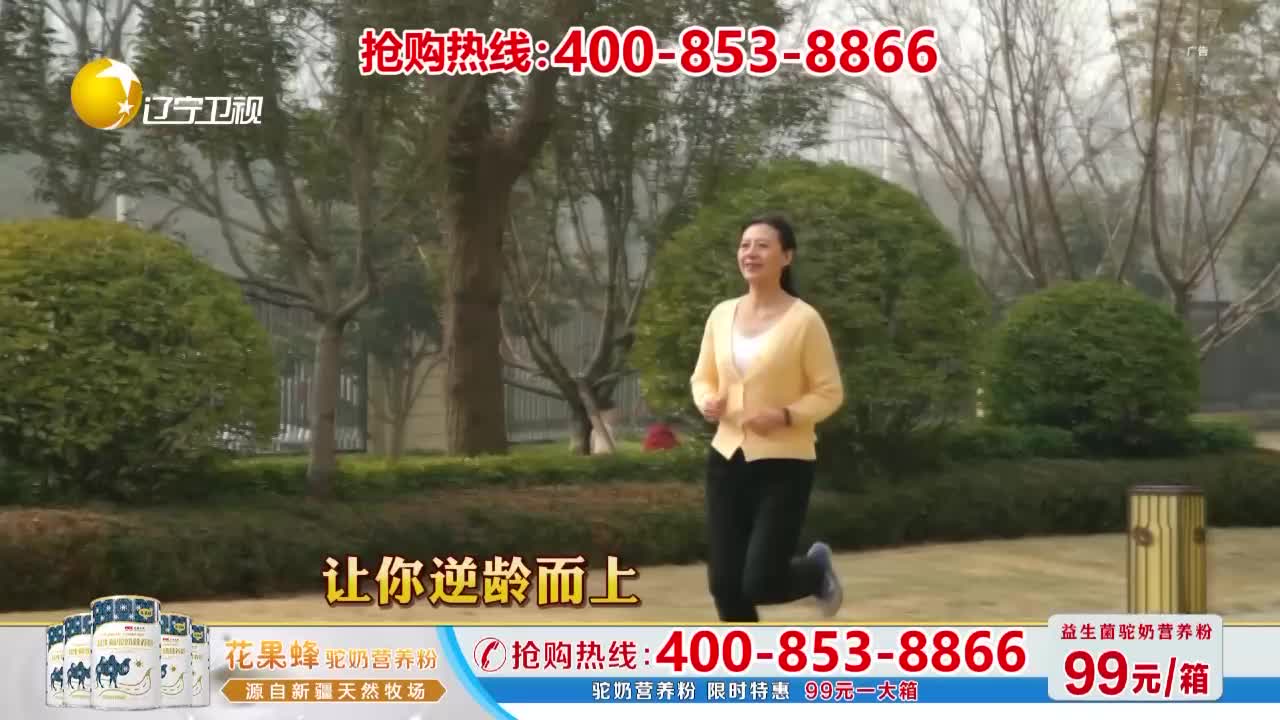 抢购热线:400-853-8866
广告
辽宁卫视
让你逆龄而上
花果蜂 驼奶营养粉
源自新疆天然牧场
抢购热线:400-853-8866
驼奶营养粉 限时特惠 99元一大箱
益生菌驼奶营养粉
99元/箱